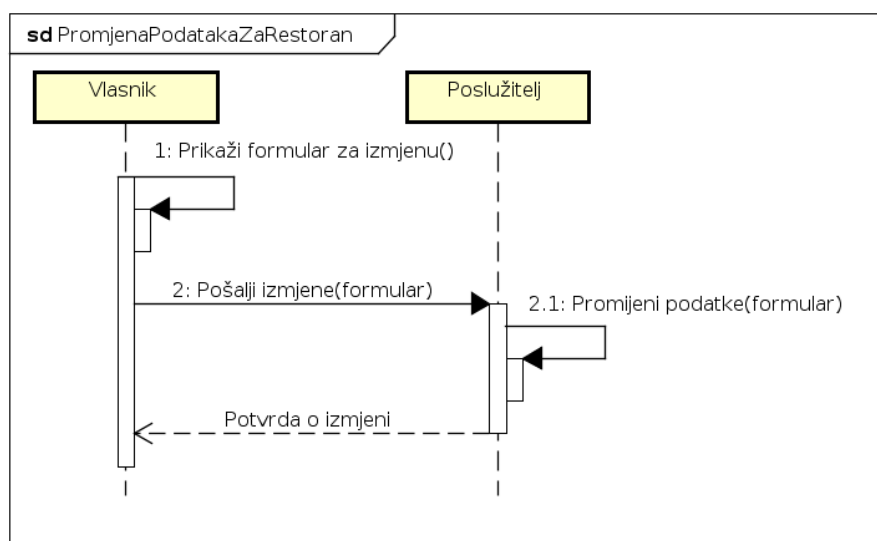 sd PromjenaPodatakaZaRestoran
Vlasnik
Poslužitelj
1: Prikaži formular za izmjenu()
2: Pošalji izmjene(formular)
2.1: Promijeni podatke(formular)
Potvrda o izmjeni